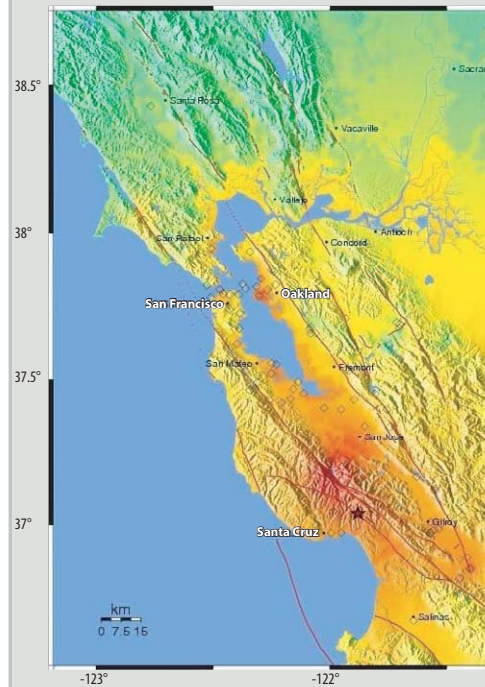 38.5°
Sacra
Santa Rosa
Vacaville
Vallejo
38°
San Rafael
Antioch
Concord
San Francisco
Oakland
37.5°
San Mateo
Fremont
San Jose
37°
Gilroy
Santa Cruz
Salinas
km
0 7.5 15
-123°
-122°